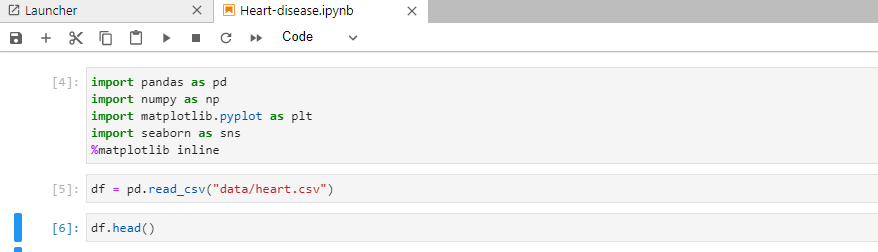 Launcher
Heart-disease.ipynb
Code
[4]:
import pandas as pd
import numpy as np
import matplotlib.pyplot as plt
import seaborn as sns
%matplotlib inline
[5]: df = pd.read_csv("data/heart.csv")
[6]: df.head()